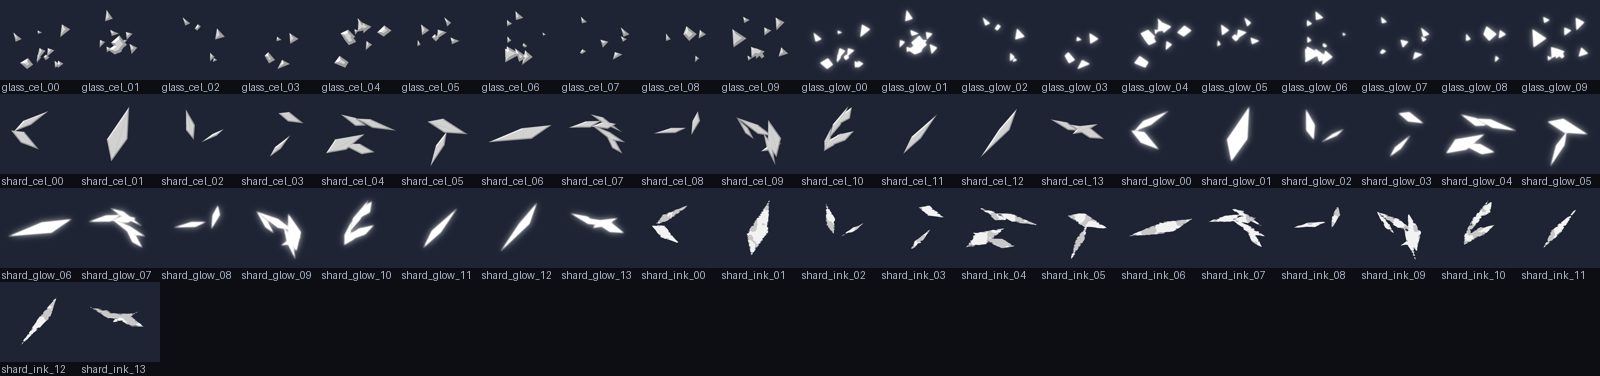 glass_cel_00 glass_cel_01 glass_cel_02 glass_cel_03 glass_cel_04 glass_cel_05 glass_cel_06 glass_cel_07 glass_cel_08 glass_cel_09 glass_glow_00 glass_glow_01 glass_glow_02 glass_glow_03 glass_glow_04 glass_glow_05 glass_glow_06 glass_glow_07 glass_glow_08 glass_glow_09
shard_cel_00 shard_cel_01 shard_cel_02 shard_cel_03 shard_cel_04 shard_cel_05 shard_cel_06 shard_cel_07 shard_cel_08 shard_cel_09 shard_cel_10 shard_cel_11 shard_cel_12 shard_cel_13 shard_glow_00 shard_glow_01 shard_glow_02 shard_glow_03 shard_glow_04 shard_glow_05
shard_glow_06 shard_glow_07 shard_glow_08 shard_glow_09 shard_glow_10 shard_glow_11 shard_glow_12 shard_glow_13 shard_ink_00 shard_ink_01 shard_ink_02 shard_ink_03 shard_ink_04 shard_ink_05 shard_ink_06 shard_ink_07 shard_ink_08 shard_ink_09 shard_ink_10 shard_ink_11
shard_ink_12 shard_ink_13